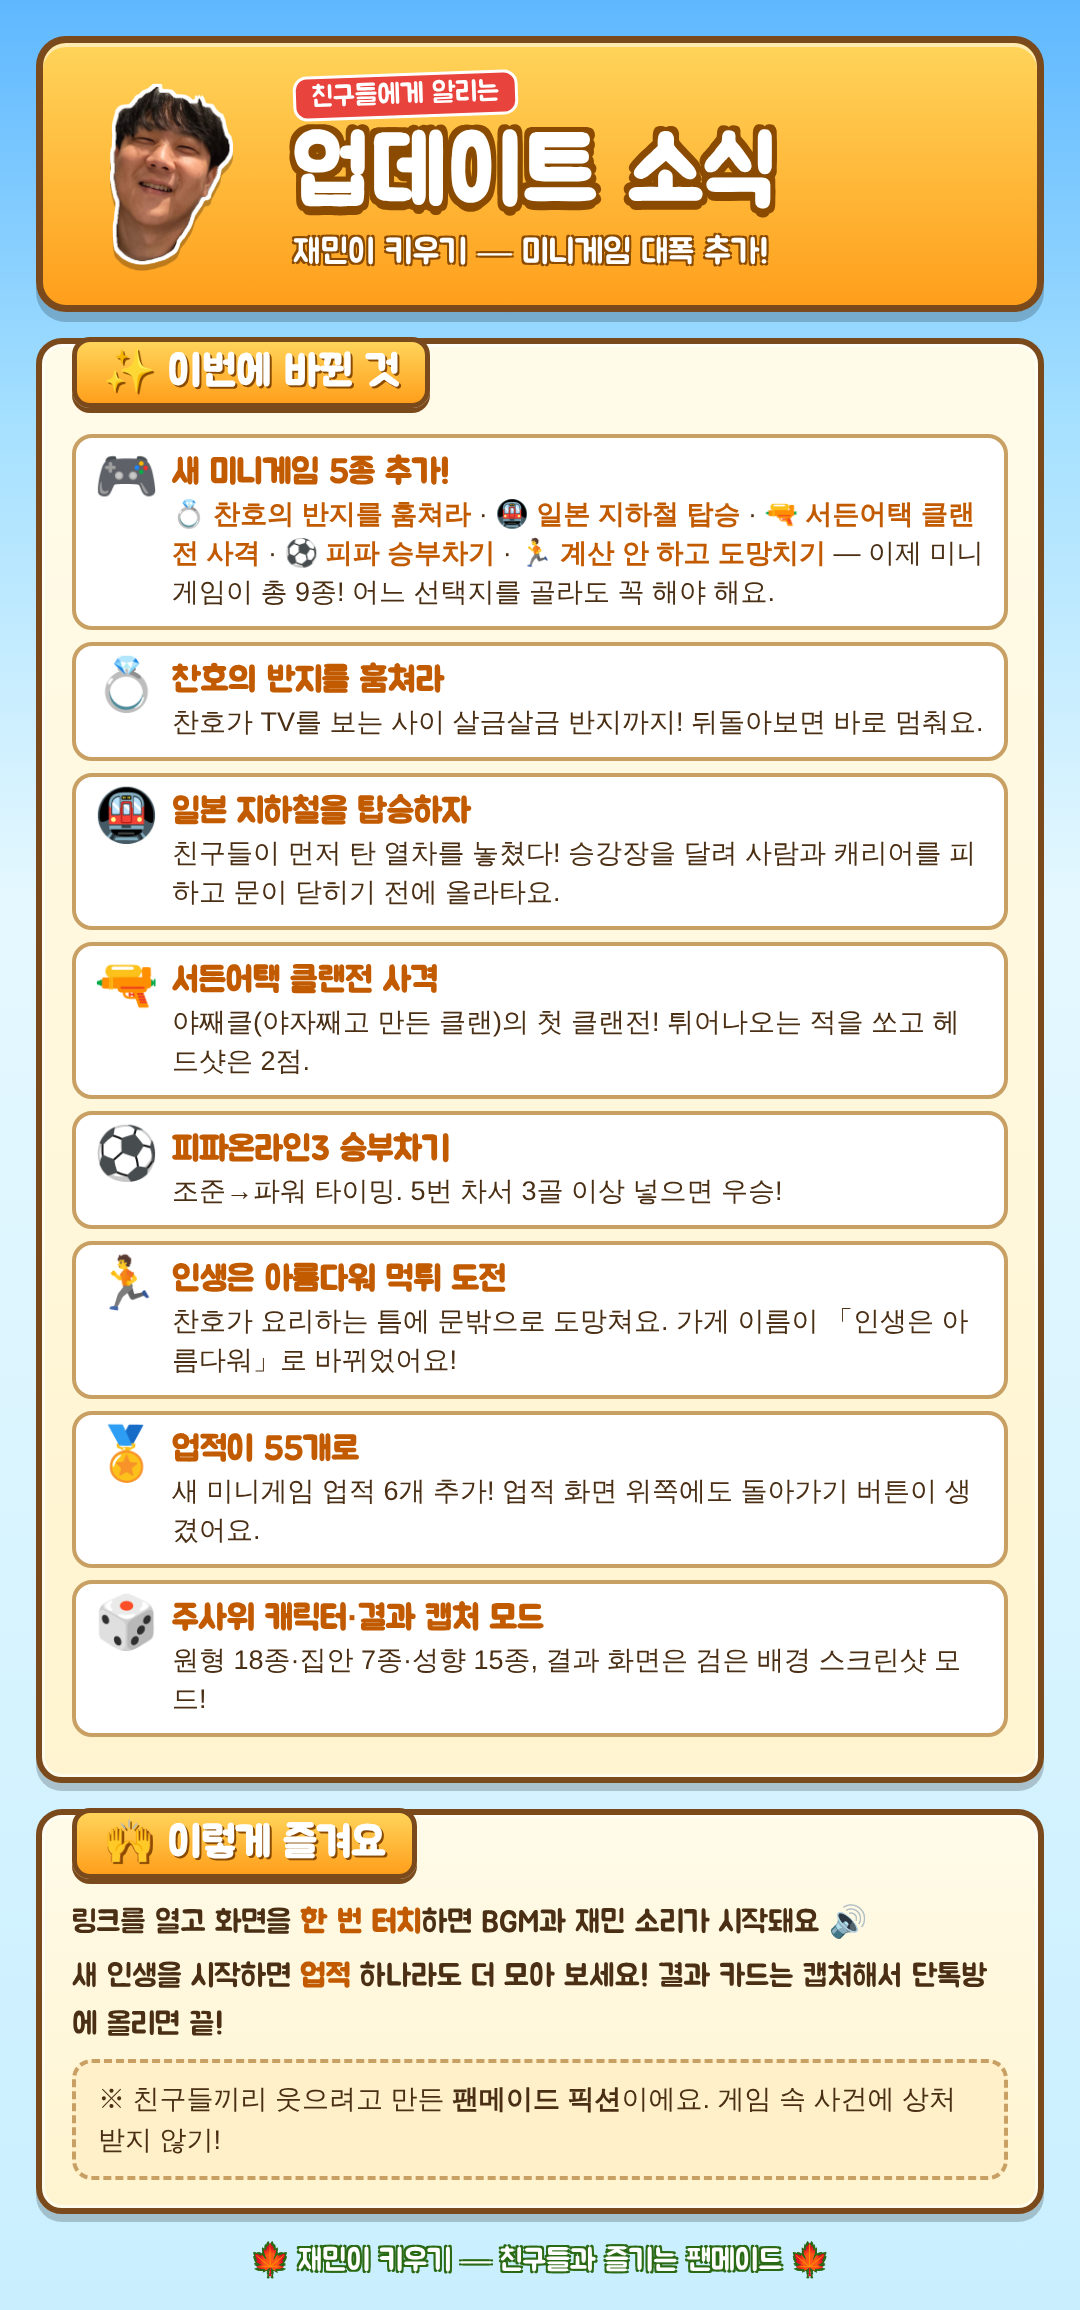 친구들에게 알리는
업데이트 소식
재민이 키우기 — 미니게임 대폭 추가!
✨ 이번에 바뀐 것
🎮 새 미니게임 5종 추가!
💍 찬호의 반지를 훔쳐라 · 🚇 일본 지하철 탑승 · 🔫 서든어택 클랜
전 사격 · ⚽ 피파 승부차기 · 🏃 계산 안 하고 도망치기 — 이제 미니
게임이 총 9종! 어느 선택지를 골라도 꼭 해야 해요.
💍 찬호의 반지를 훔쳐라
찬호가 TV를 보는 사이 살금살금 반지까지! 뒤돌아보면 바로 멈춰요.
🚇 일본 지하철을 탑승하자
친구들이 먼저 탄 열차를 놓쳤다! 승강장을 달려 사람과 캐리어를 피
하고 문이 닫히기 전에 올라타요.
🔫 서든어택 클랜전 사격
야째클(야자째고 만든 클랜)의 첫 클랜전! 튀어나오는 적을 쏘고 헤
드샷은 2점.
⚽ 피파온라인3 승부차기
조준→파워 타이밍. 5번 차서 3골 이상 넣으면 우승!
🏃 인생은 아름다워 먹튀 도전
찬호가 요리하는 틈에 문밖으로 도망쳐요. 가게 이름이 「인생은 아
름다워」로 바뀌었어요!
🏅 업적이 55개로
새 미니게임 업적 6개 추가! 업적 화면 위쪽에도 돌아가기 버튼이 생
겼어요.
🎲 주사위 캐릭터·결과 캡처 모드
원형 18종·집안 7종·성향 15종, 결과 화면은 검은 배경 스크린샷 모
드!
🙌 이렇게 즐겨요
링크를 열고 화면을 한 번 터치하면 BGM과 재민 소리가 시작돼요 🔊
새 인생을 시작하면 업적 하나라도 더 모아 보세요! 결과 카드는 캡처해서 단톡방
에 올리면 끝!
※ 친구들끼리 웃으려고 만든 팬메이드 픽션이에요. 게임 속 사건에 상처
받지 않기!
🍁 재민이 키우기 — 친구들과 즐기는 팬메이드 🍁